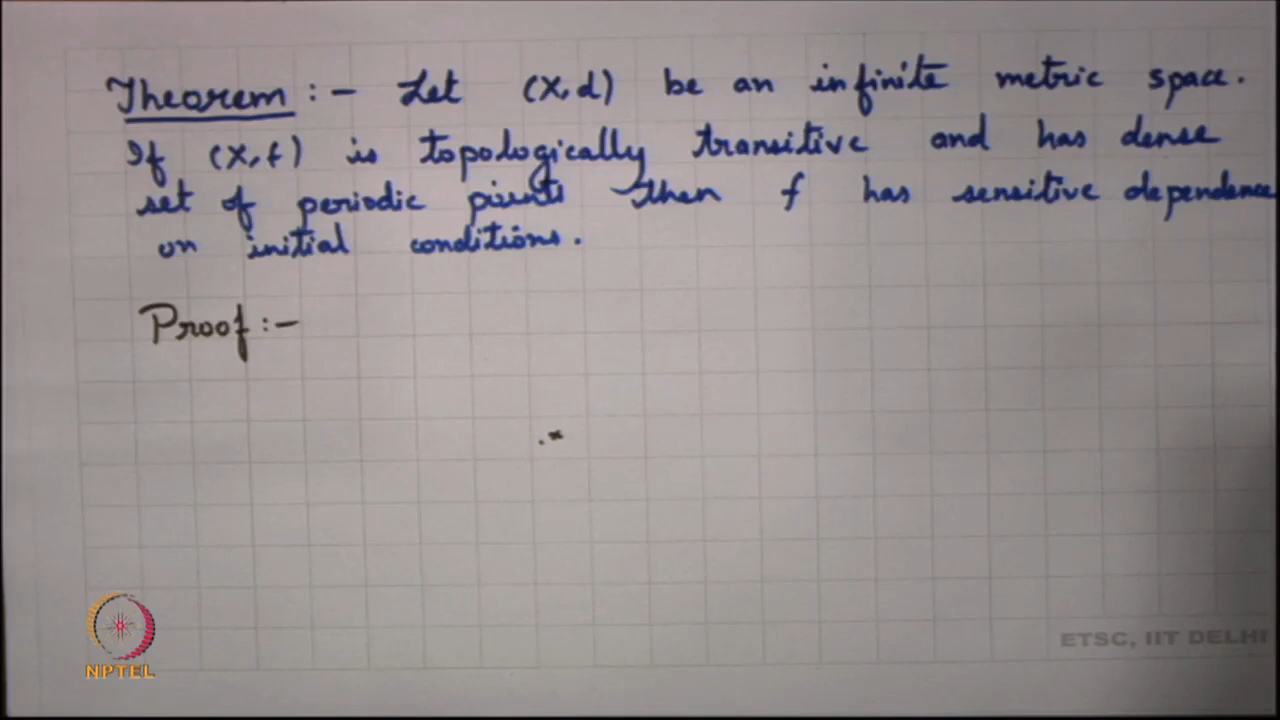 Theorem :- Let (X,d) be an infinite metric space.
If (X,f) is topologically transitive and has dense
set of periodic points then f has sensitive dependence
on initial conditions.
Proof :-
.x
NPTEL
ETSC, IIT DELHI